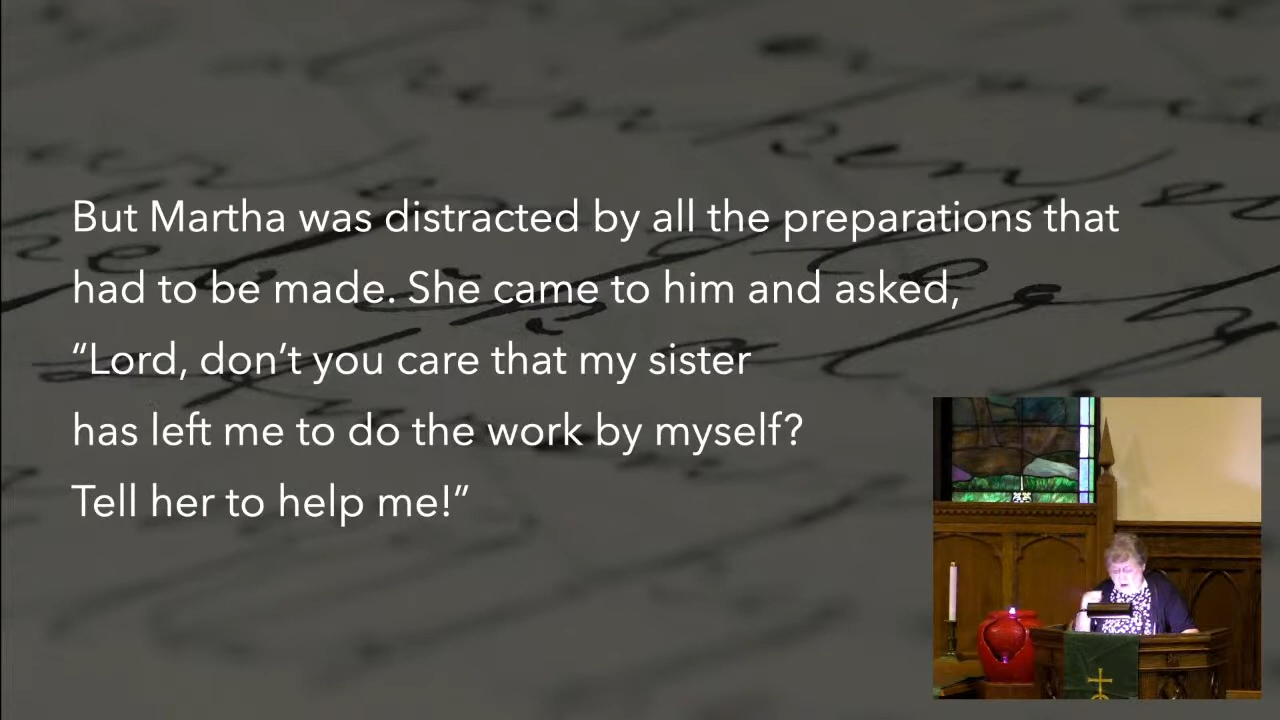 But Martha was distracted by all the preparations that
had to be made. She came to him and asked,
“Lord, don’t you care that my sister
has left me to do the work by myself?
Tell her to help me!”